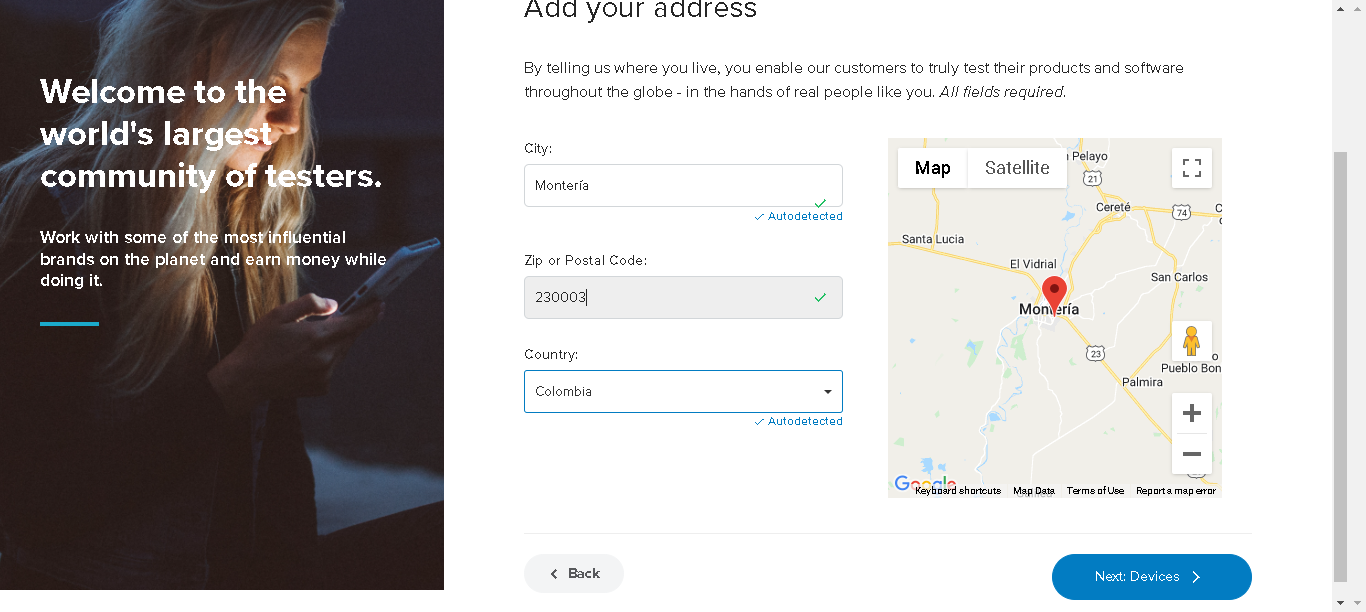 Welcome to the
world's largest
community of testers.
Work with some of the most influential
brands on the planet and earn money while
doing it.
Add your address
By telling us where you live, you enable our customers to truly test their products and software
throughout the globe - in the hands of real people like you. All fields required.
City:
Montería
Autodetected
Zip or Postal Code:
230003
Country:
Colombia
Autodetected
Map
Satellite
Pelayo
21
Cereté
74
Santa Lucia
El Vidrial
San Carlos
Montería
23
Pueblo Bon
Palmira
Google
Keyboard shortcuts
Map Data
Terms of Use
Report a map error
Back
Next: Devices